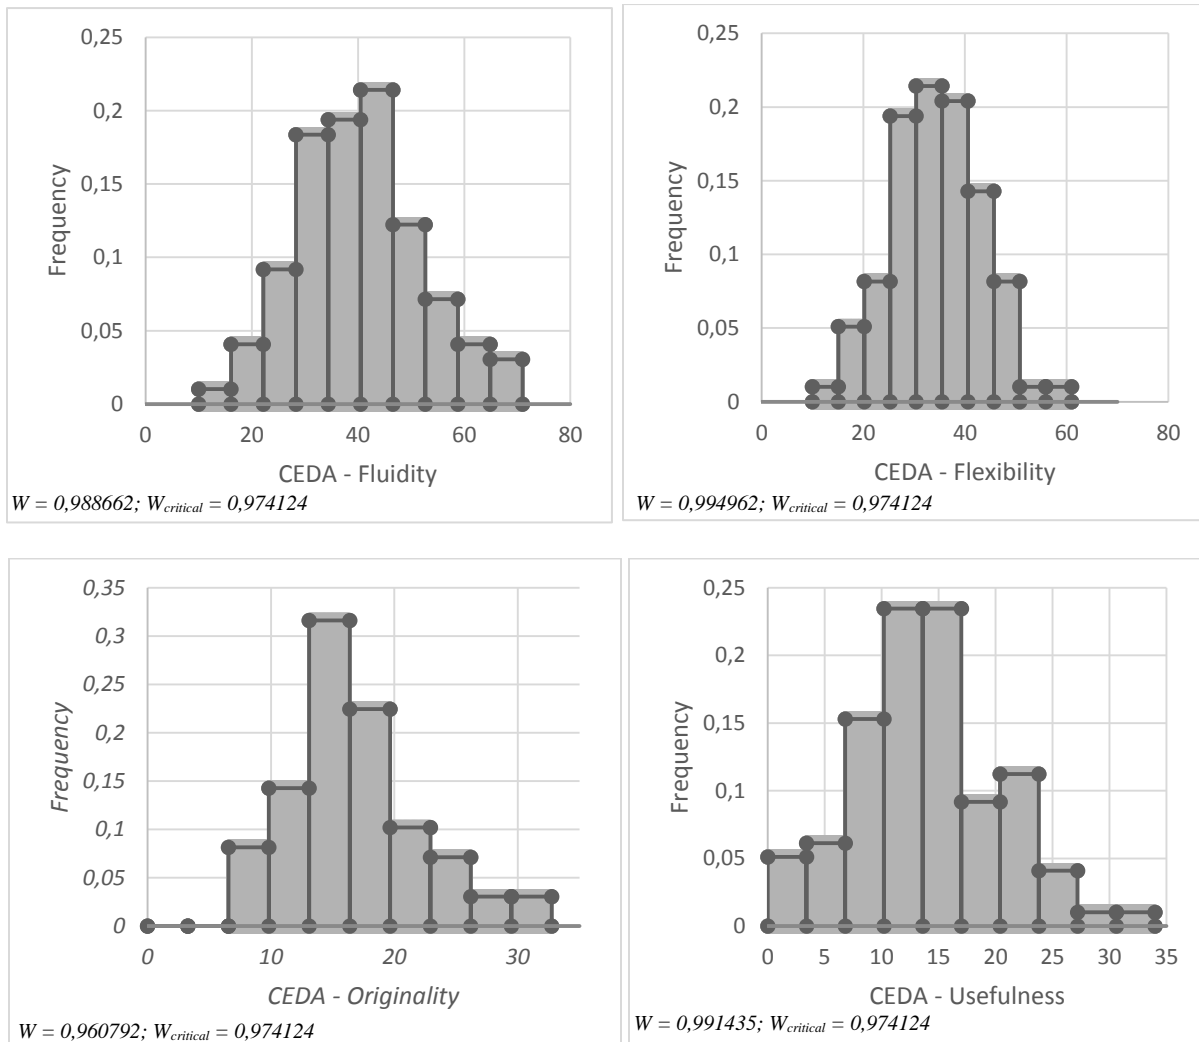 0,25
0,2
0,15
0,1
0,05
0
0 20 40 60 80
Frequency
CEDA - Fluidity
W = 0,988662; Wcritical = 0,974124
0,25
0,2
0,15
0,1
0,05
0
0 20 40 60 80
Frequency
CEDA - Flexibility
W = 0,994962; Wcritical = 0,974124
0,35
0,3
0,25
0,2
0,15
0,1
0,05
0
0 10 20 30
Frequency
CEDA - Originality
W = 0,960792; Wcritical = 0,974124
0,25
0,2
0,15
0,1
0,05
0
0 5 10 15 20 25 30 35
Frequency
CEDA - Usefulness
W = 0,991435; Wcritical = 0,974124